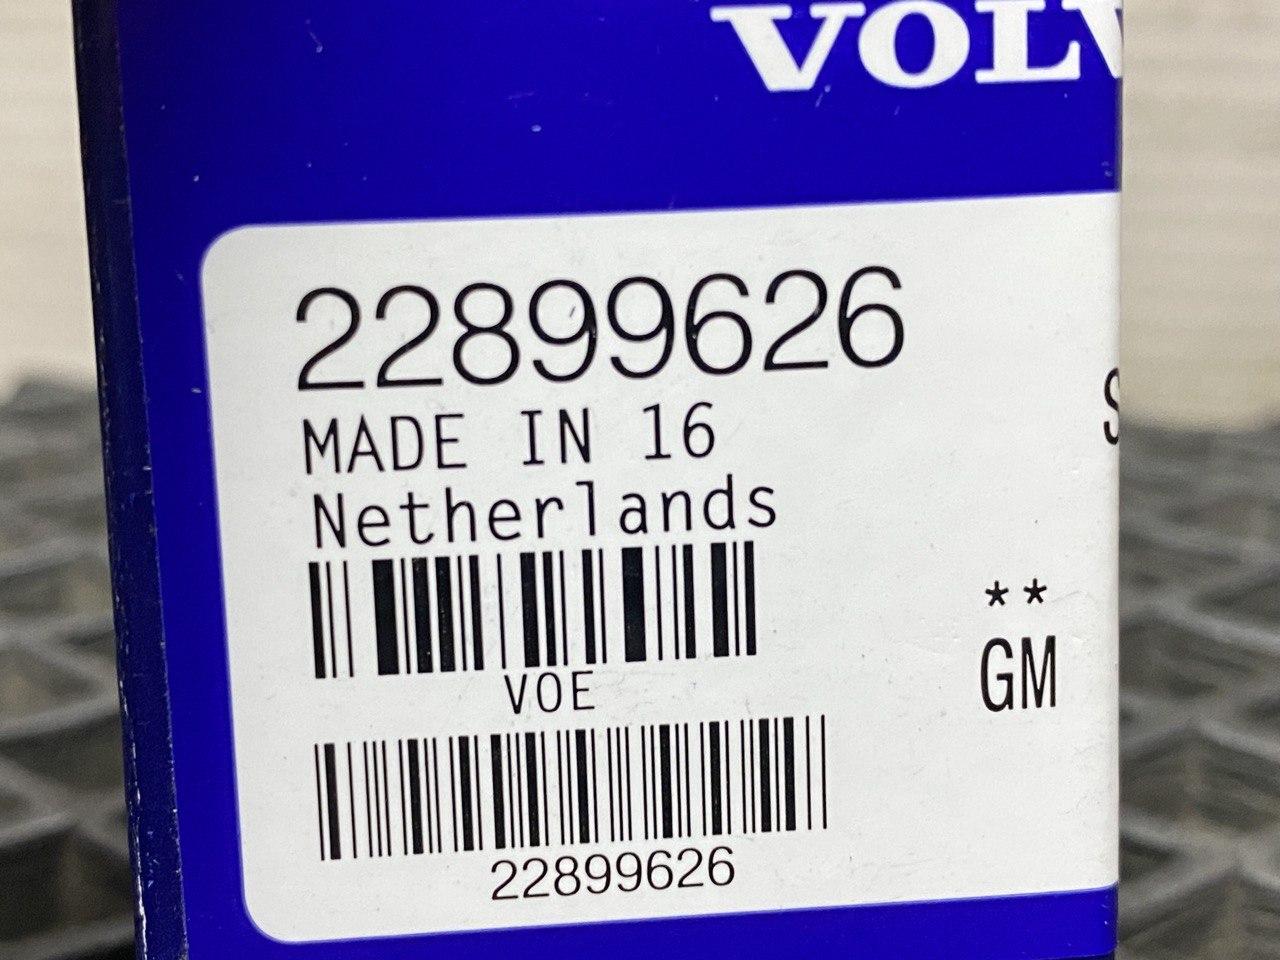 VOLV
22899626
MADE IN 16
Netherlands
S
VOE
**
GM
22899626